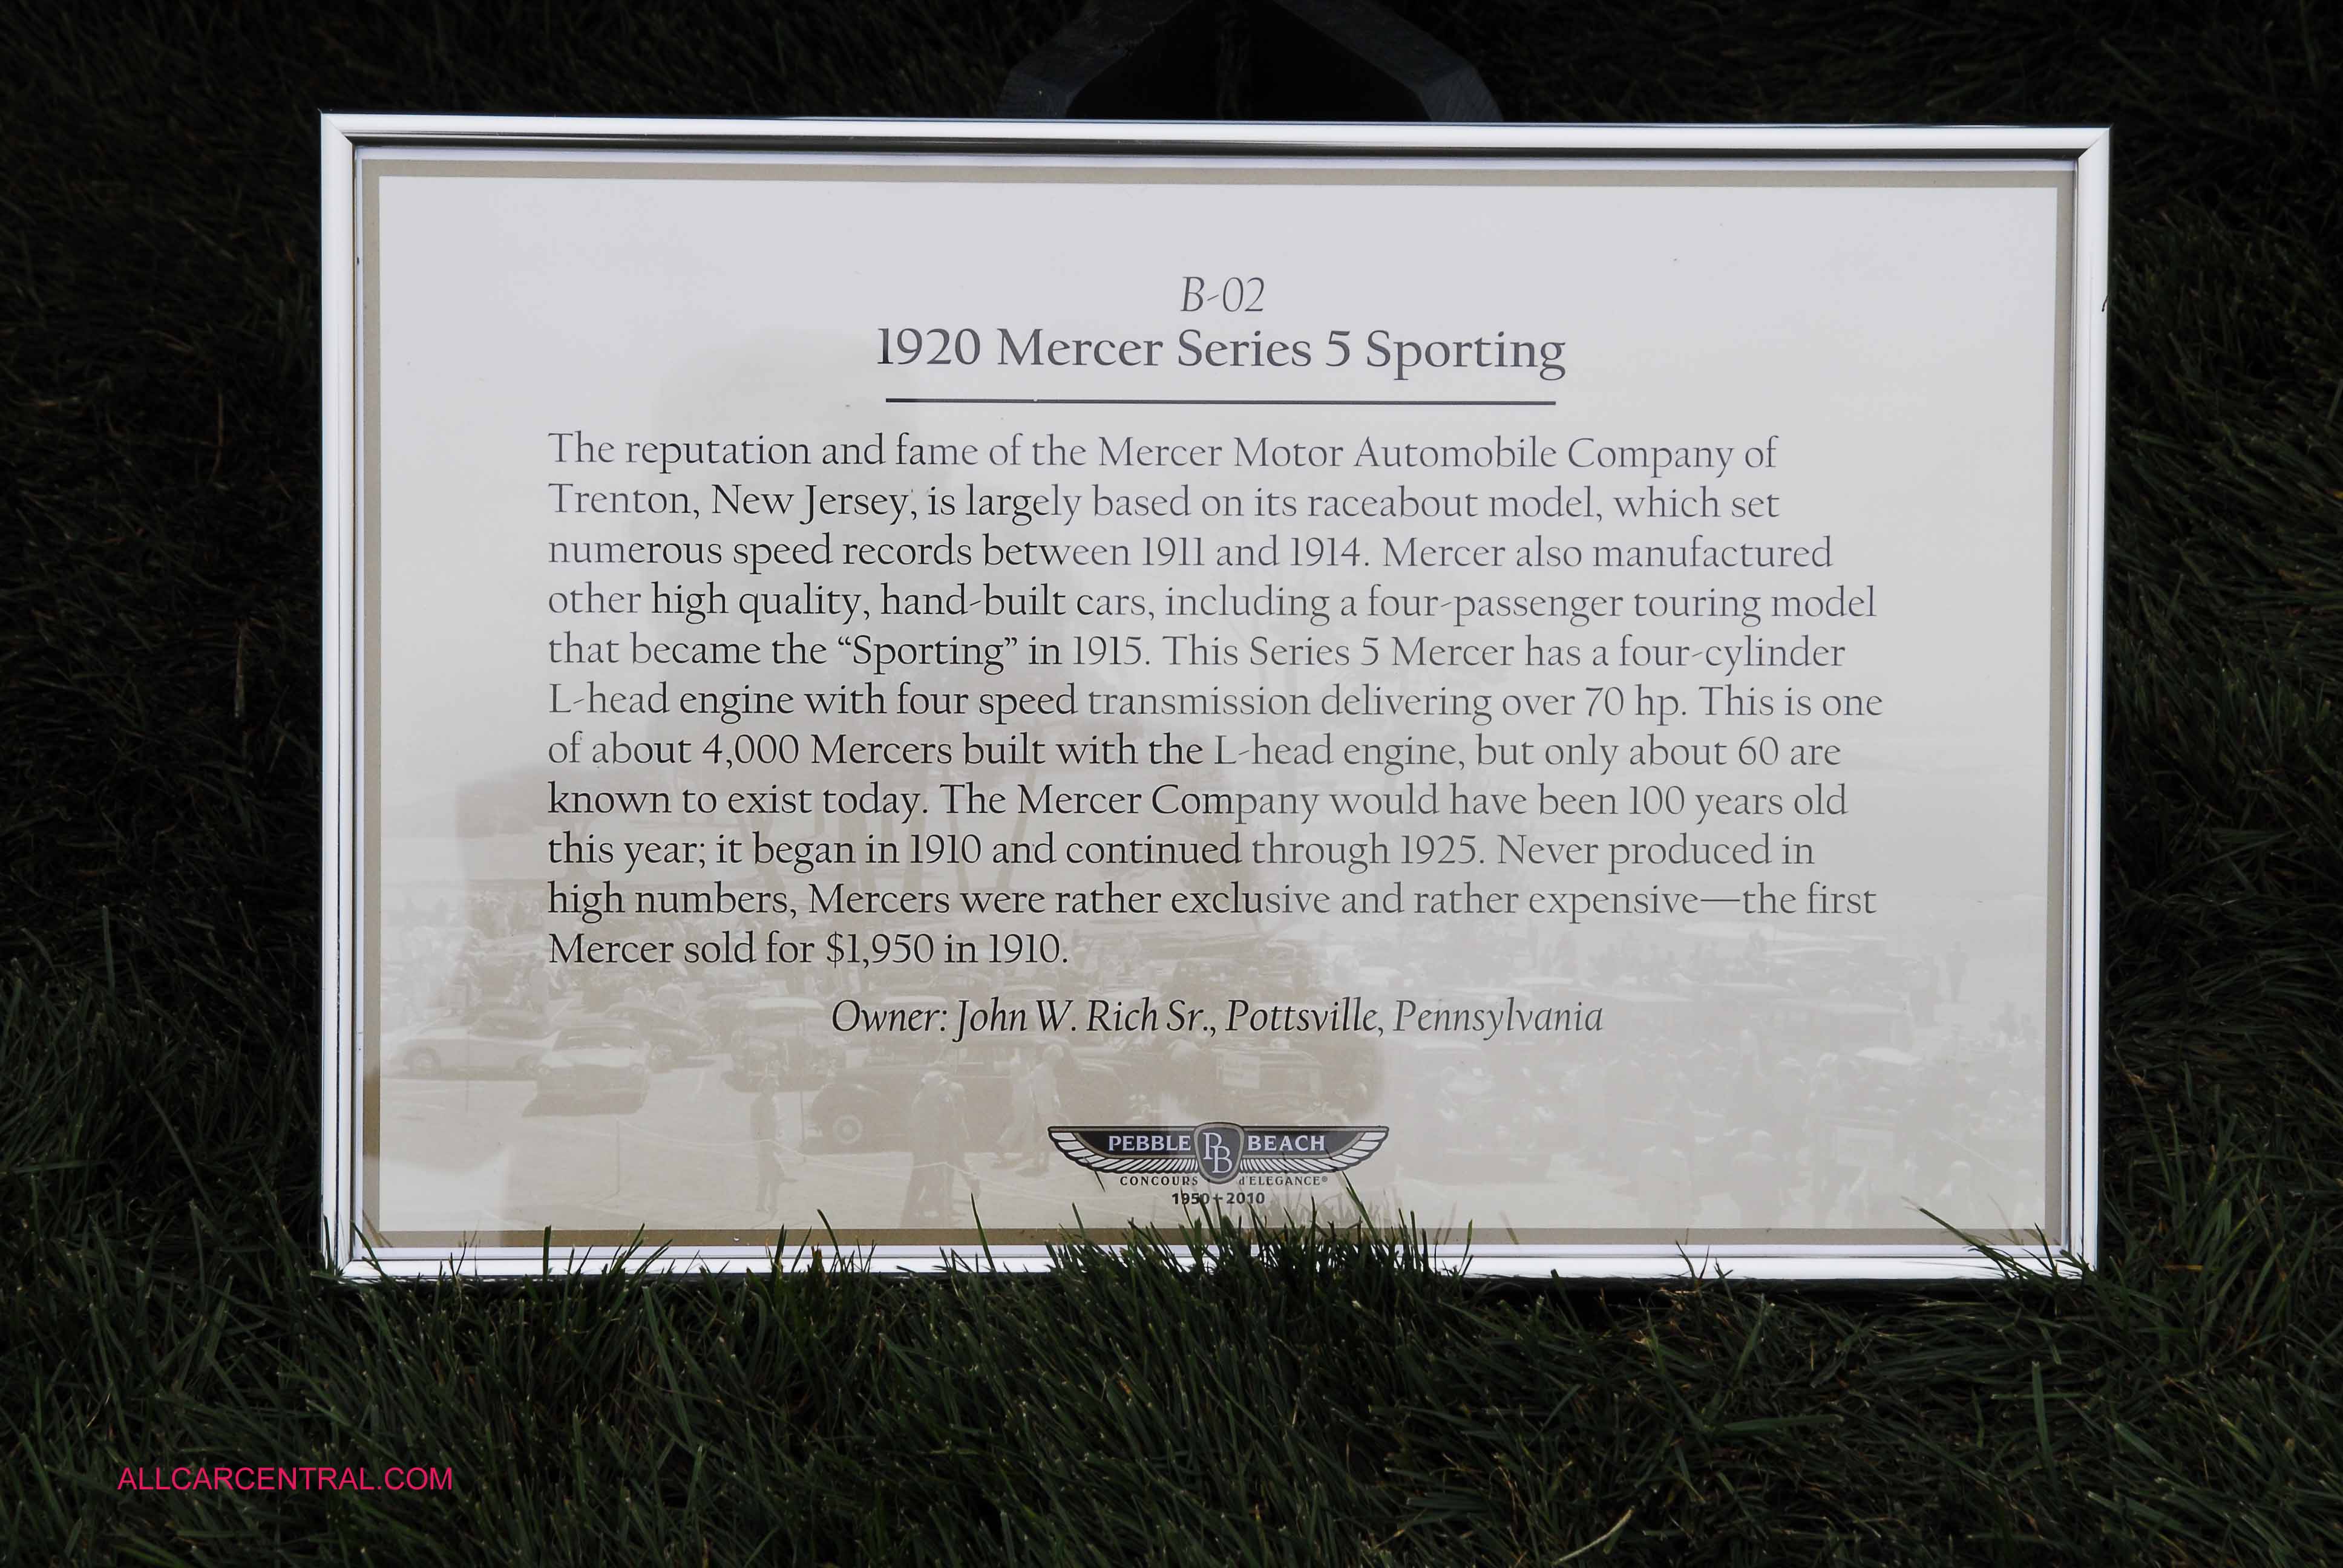 B-02
1920 Mercer Series 5 Sporting
The reputation and fame of the Mercer Motor Automobile Company of
Trenton, New Jersey, is largely based on its raceabout model, which set
numerous speed records between 1911 and 1914. Mercer also manufactured
other high quality, hand-built cars, including a four-passenger touring model
that became the “Sporting” in 1915. This Series 5 Mercer has a four-cylinder
L-head engine with four speed transmission delivering over 70 hp. This is one
of about 4,000 Mercers built with the L-head engine, but only about 60 are
known to exist today. The Mercer Company would have been 100 years old
this year; it began in 1910 and continued through 1925. Never produced in
high numbers, Mercers were rather exclusive and rather expensive—the first
Mercer sold for $1,950 in 1910.
Owner: John W. Rich Sr., Pottsville, Pennsylvania
PEBBLE PB BEACH
CONCOURS d'ELEGANCE®
1950+2010
ALLCARCENTRAL.COM